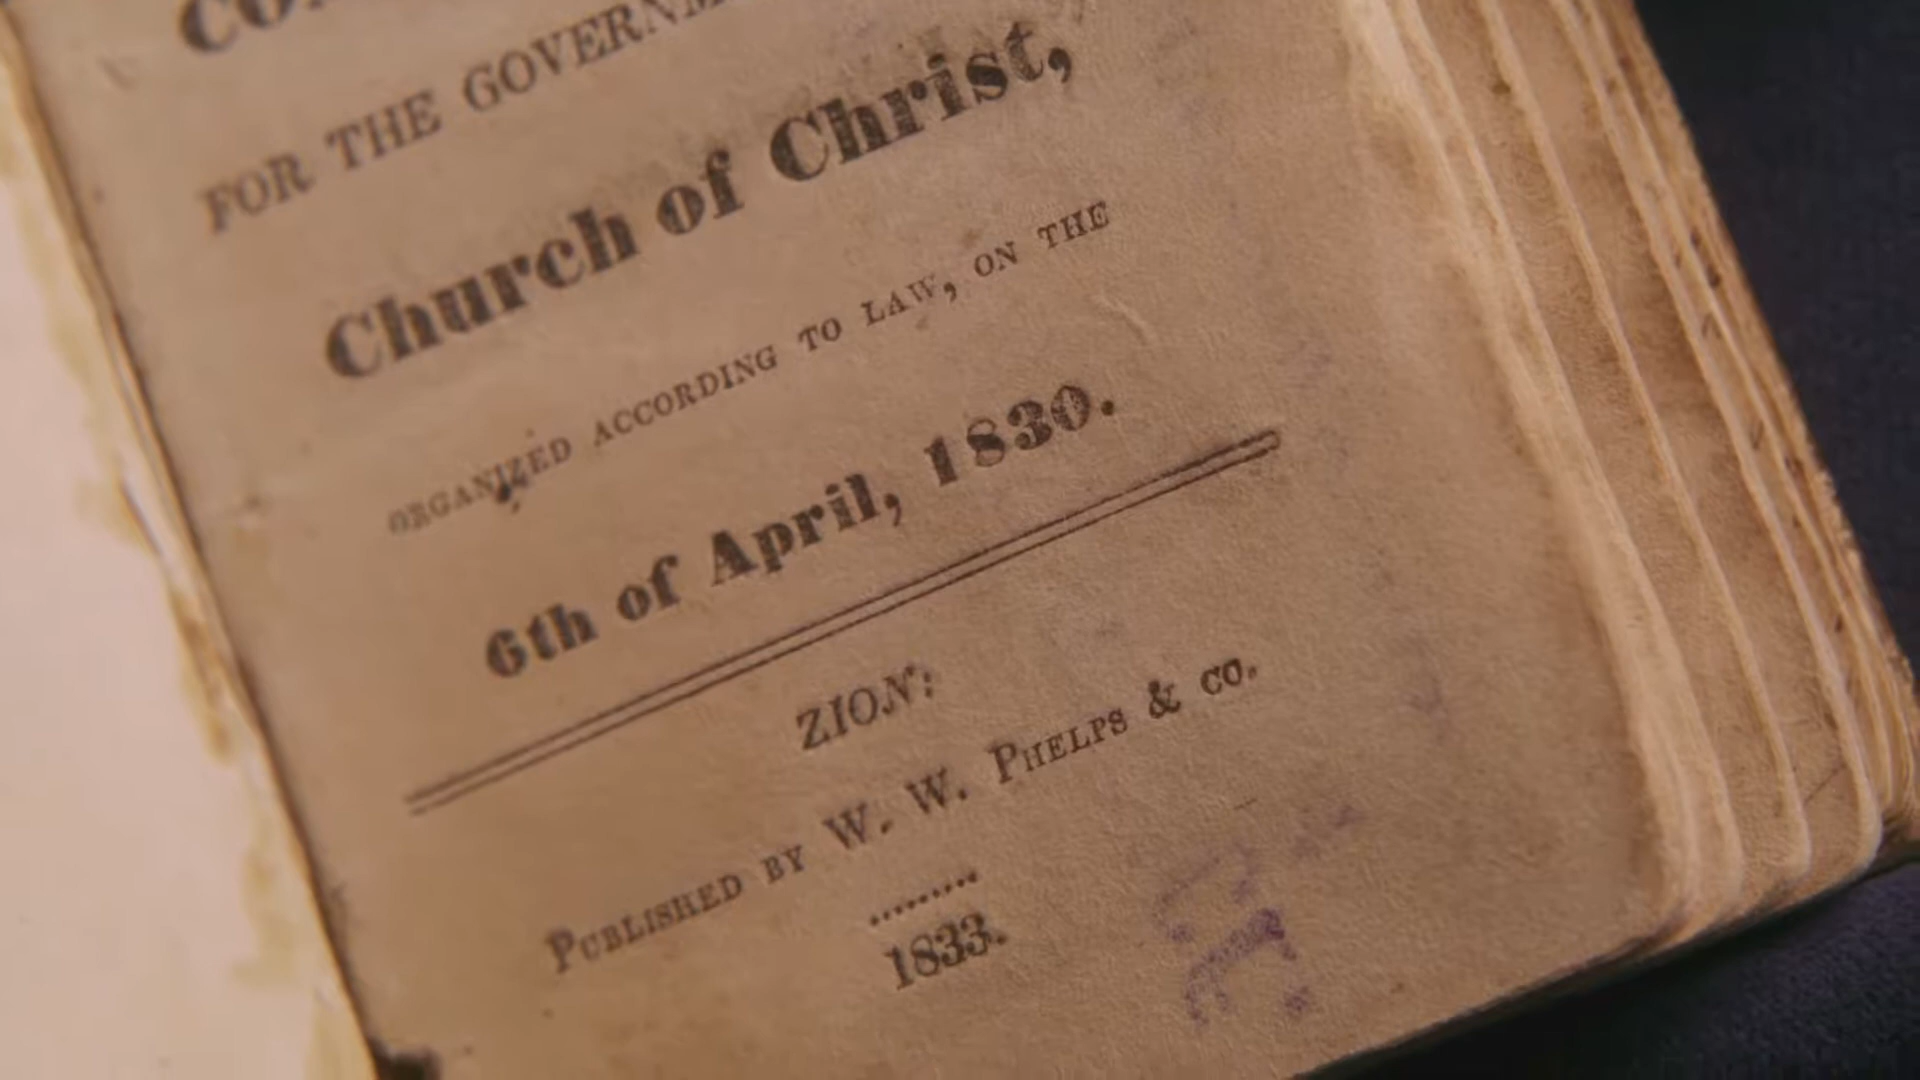 FOR THE
Church of Christ,
ORGANIZED ACCORDING TO LAW, ON THE
6th of April, 1830.
ZION:
PUBLISHED BY W. W. PHELPS & CO.
1833.